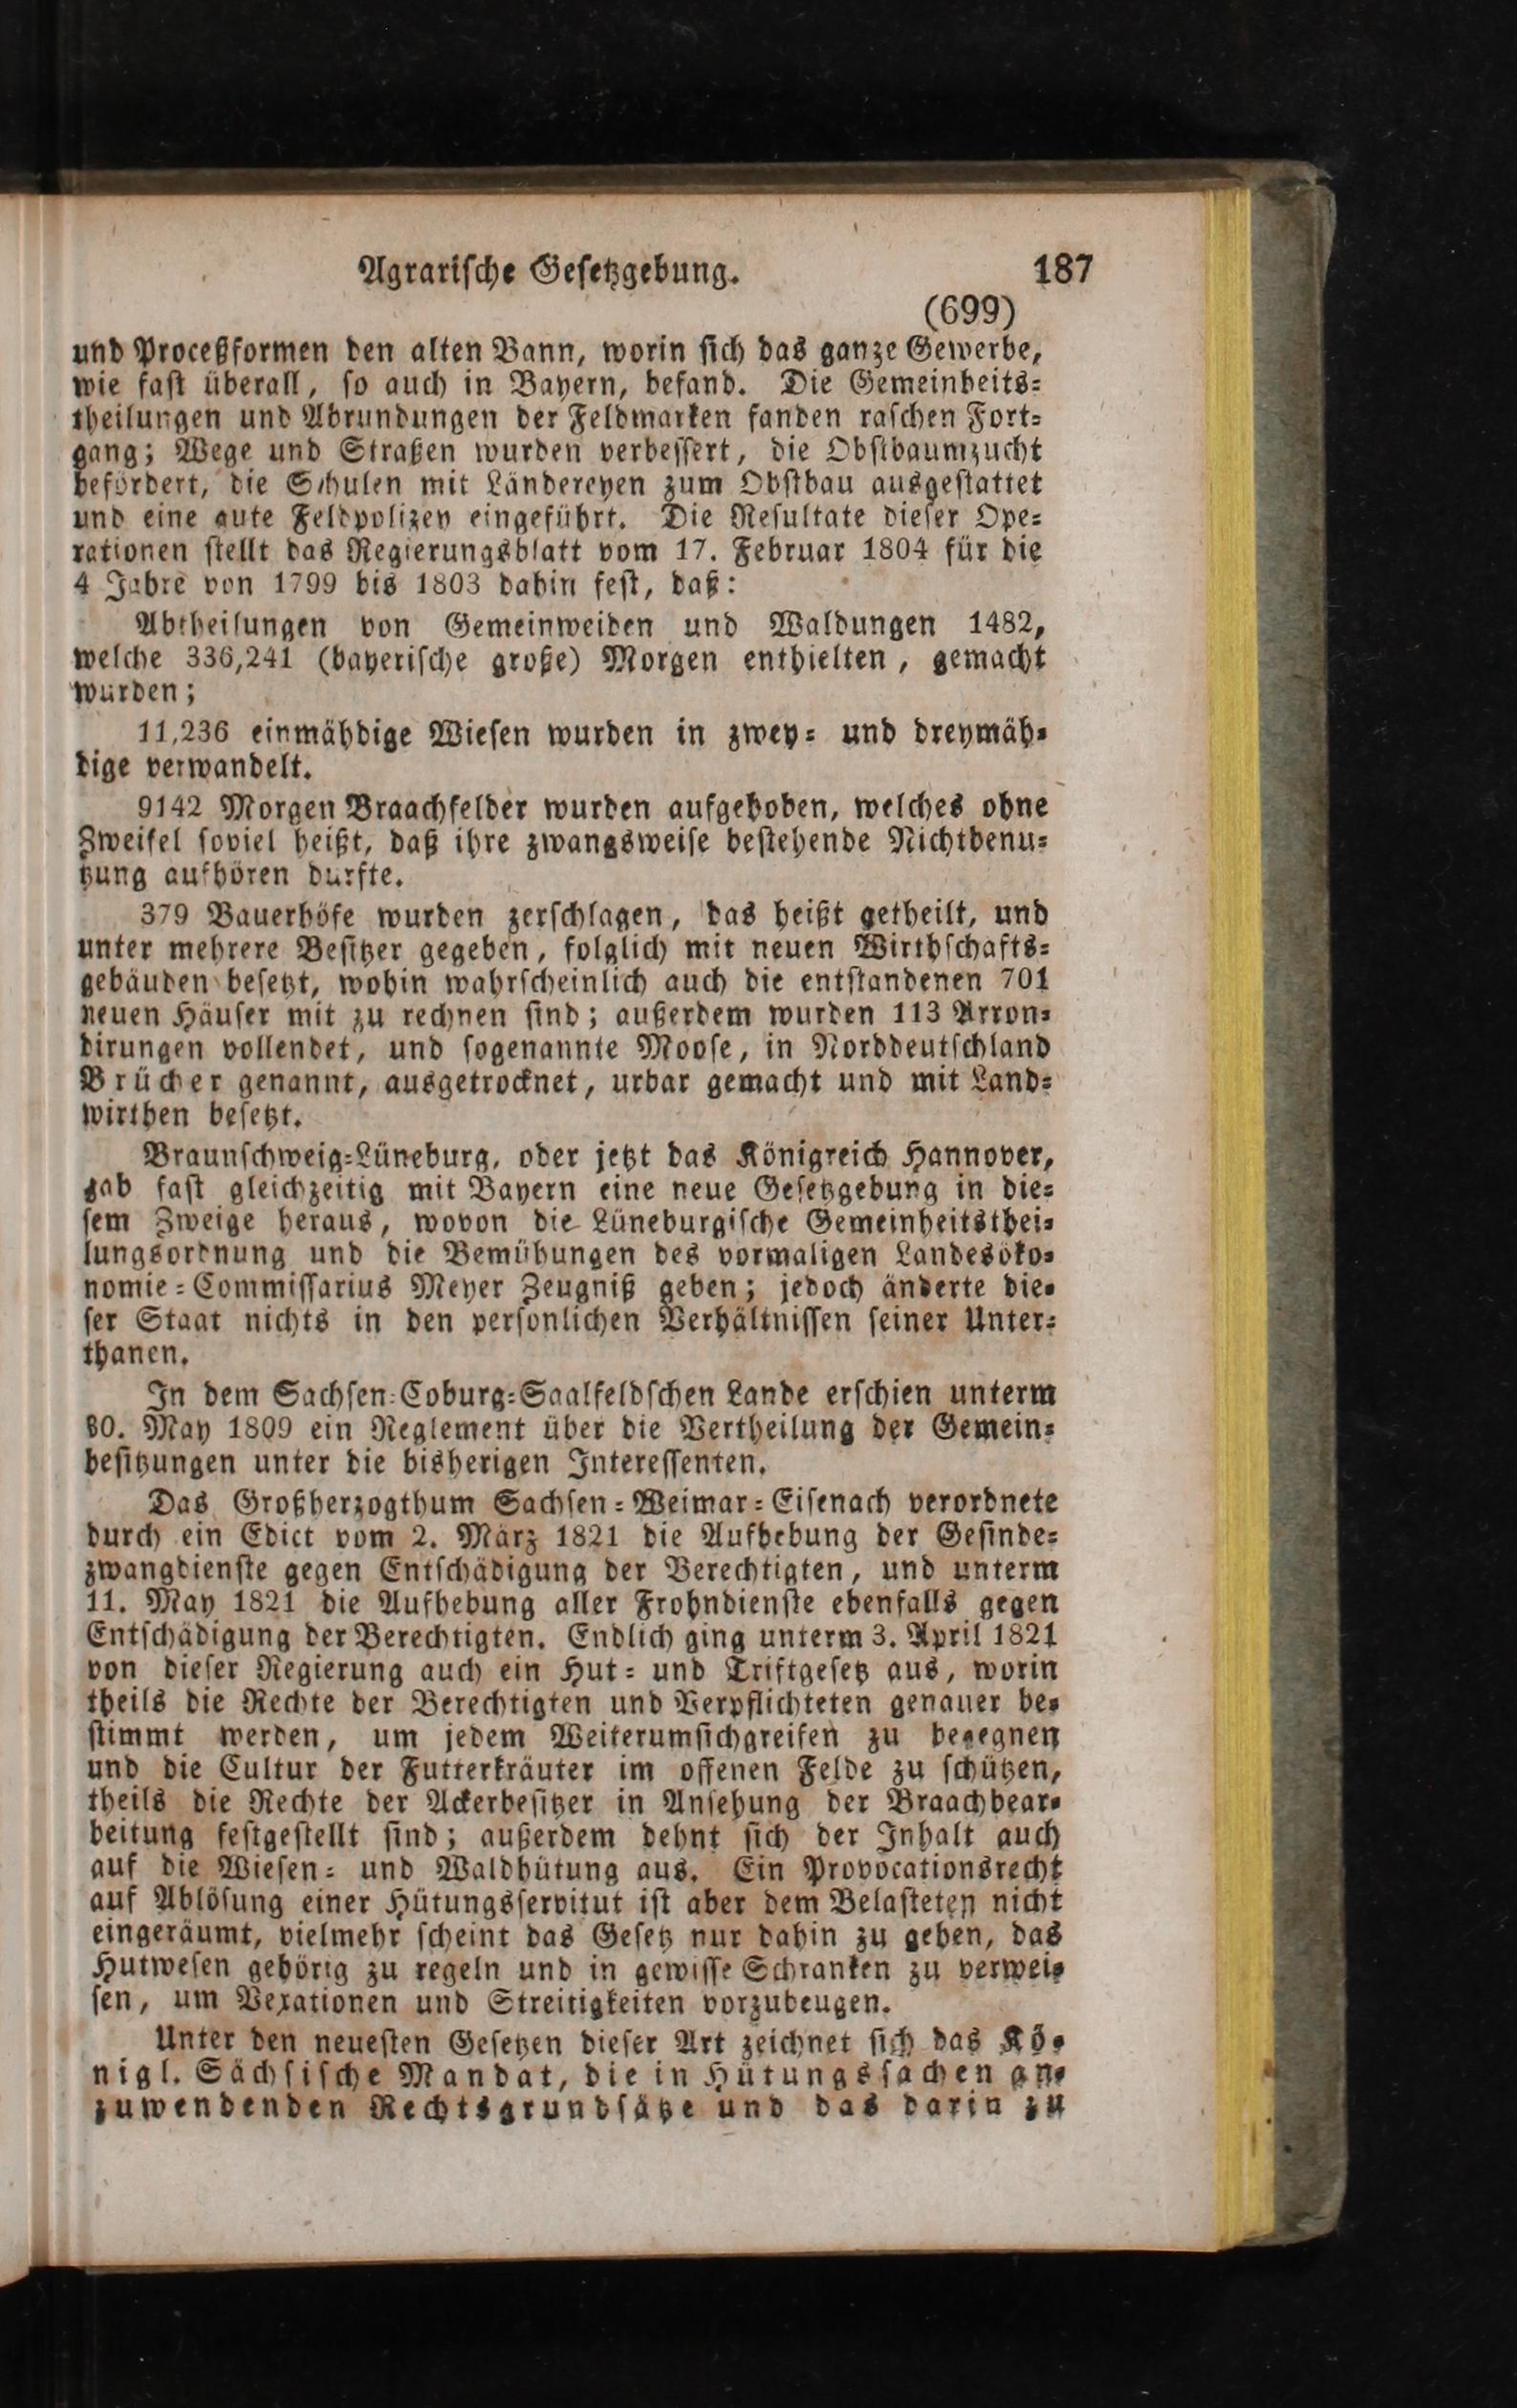 Agrariſche Geſetzgebung. 187
(699)
und Proceßformen den alten Bann, worin ſich das ganze Gewerbe,
wie faſt überall, ſo auch in Bayern, befand. Die Gemeinheits⸗
theilungen und Abrundungen der Feldmarken fanden raſchen Fort⸗
gang; Wege und Straßen wurden verbeſſert, die Obſtbaumzucht
befördert, die Schulen mit Ländereyen zum Obſtbau ausgeſtattet
und eine gute Feldpolizey eingeführt. Die Reſultate dieſer Ope⸗
rationen ſtellt das Regierungsblatt vom 17. Februar 1804 für die
4 Jahre von 1799 bis 1803 dahin feſt, daß:
Abtheilungen von Gemeinweiden und Waldungen 1482,
welche 336,241 (bayeriſche große) Morgen enthielten, gemacht
wurden;
11,236 einmähdige Wieſen wurden in zwey⸗ und dreymäh⸗
dige verwandelt.
9142 Morgen Braachfelder wurden aufgehoben, welches ohne
Zweifel ſoviel heißt, daß ihre zwangsweiſe beſtehende Nichtbenu⸗
tzung aufhören durfte.
379 Bauerhöfe wurden zerſchlagen, das heißt getheilt, und
unter mehrere Beſitzer gegeben, folglich mit neuen Wirthſchafts⸗
gebäuden beſetzt, wohin wahrſcheinlich auch die entſtandenen 701
neuen Häuſer mit zu rechnen ſind; außerdem wurden 113 Arron⸗
dirungen vollendet, und ſogenannte Mooſe, in Norddeutſchland
Brücher genannt, ausgetrocknet, urbar gemacht und mit Land⸗
wirthen beſetzt.
Braunſchweig⸗Lüneburg, oder jetzt das Königreich Hannover,
gab faſt gleichzeitig mit Bayern eine neue Geſetzgebung in die⸗
ſem Zweige heraus, wovon die Lüneburgiſche Gemeinheitsthei⸗
lungsordnung und die Bemühungen des vormaligen Landesöko⸗
nomie⸗Commiſſarius Meyer Zeugniß geben; jedoch änderte die⸗
ſer Staat nichts in den perſönlichen Verhältniſſen ſeiner Unter⸗
thanen.
In dem Sachſen⸗Coburg⸗Saalfeldſchen Lande erſchien unterm
30. May 1809 ein Reglement über die Vertheilung der Gemein⸗
beſitzungen unter die bisherigen Intereſſenten.
Das Großherzogthum Sachſen⸗Weimar⸗Eiſenach verordnete
durch ein Edict vom 2. März 1821 die Aufhebung der Geſinde⸗
zwangdienſte gegen Entſchädigung der Berechtigten, und unterm
11. May 1821 die Aufhebung aller Frohndienſte ebenfalls gegen
Entſchädigung der Berechtigten. Endlich ging unterm 3. April 1821
von dieſer Regierung auch ein Hut⸗ und Triftgeſetz aus, worin
theils die Rechte der Berechtigten und Verpflichteten genauer be⸗
ſtimmt werden, um jedem Weiterumſichgreifen zu begegnen
und die Cultur der Futterkräuter im offenen Felde zu ſchützen,
theils die Rechte der Ackerbeſitzer in Anſehung der Braachbear⸗
beitung feſtgeſtellt ſind; außerdem dehnt ſich der Inhalt auch
auf die Wieſen⸗ und Waldhütung aus. Ein Provocationsrecht
auf Ablöſung einer Hütungsſervitut iſt aber dem Belaſteten nicht
eingeräumt, vielmehr ſcheint das Geſetz nur dahin zu gehen, das
Hutweſen gehörig zu regeln und in gewiſſe Schranken zu verwei⸗
ſen, um Vexationen und Streitigkeiten vorzubeugen.
Unter den neueſten Geſetzen dieſer Art zeichnet ſich das Kö⸗
nigl. Sächſiſche Mandat, die in Hütungsſachen an⸗
zuwendenden Rechtsgrundſätze und das darin zu